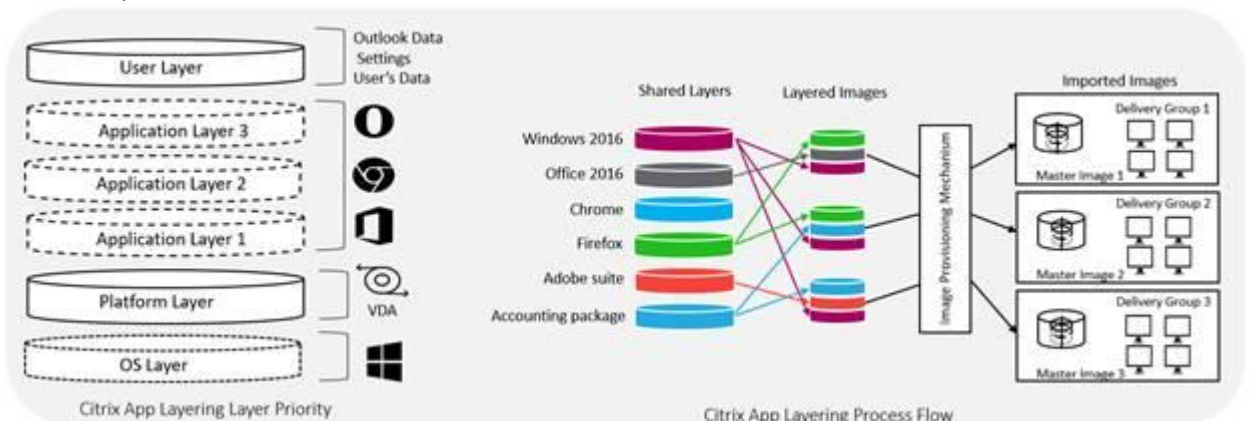 User Layer
Outlook Data
Settings
User's Data
Application Layer 3
Application Layer 2
Application Layer 1
Platform Layer
VDA
OS Layer
Citrix App Layering Layer Priority
Shared Layers
Layered Images
Windows 2016
Office 2016
Chrome
Firefox
Adobe suite
Accounting package
Image Provisioning Mechanism
Imported Images
Delivery Group 1
Master Image 1
Delivery Group 2
Master Image 2
Delivery Group 3
Master Image 3
Citrix App Layering Process Flow